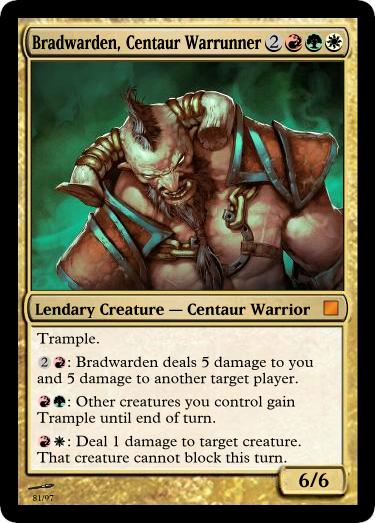 Bradwarden, Centaur Warrunner 2
Lendary Creature — Centaur Warrior
Trample.
2 : Bradwarden deals 5 damage to you
and 5 damage to another target player.
: Other creatures you control gain
Trample until end of turn.
: Deal 1 damage to target creature.
That creature cannot block this turn.
6/6
81/97